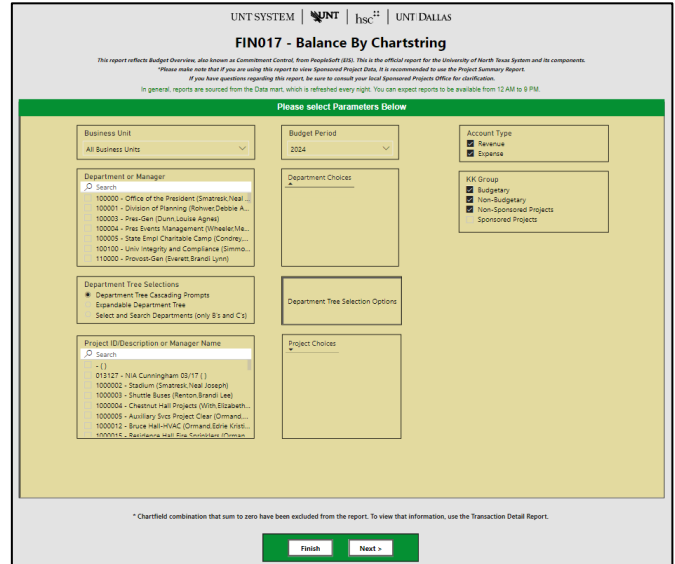 UNT SYSTEM | UNT | hsc | UNT DALLAS
FIN017 - Balance By Chartstring
This report reflects Budget Overview, also known as Commitment Control, from PeopleSoft (EIS). This is the official report for the University of North Texas System and its components.
*Please make note that if you are using this report to view Sponsored Project Data, it is recommended to use the Project Summary Report.
If you have questions regarding this report, be sure to consult your local Sponsored Projects Office for clarification.
In general, reports are sourced from the Data mart, which is refreshed every night. You can expect reports to be available from 12 AM to 9 PM.
Please select Parameters Below
Business Unit
All Business Units
Budget Period
2024
Account Type
Revenue
Expense
Department or Manager
Search
100000 - Office of the President (Smatresk,Neal ...
100001 - Division of Planning (Rohwer,Debbie A...
100003 - Pres-Gen (Dunn,Louise Agnes)
100004 - Pres Events Management (Wheeler,Me...
100005 - State Empl Charitable Camp (Condrey,...
100100 - Univ Integrity and Compliance (Simmo...
110000 - Provost-Gen (Everett,Brandi Lynn)
Department Choices
KK Group
Budgetary
Non-Budgetary
Non-Sponsored Projects
Sponsored Projects
Department Tree Selections
Department Tree Cascading Prompts
Expandable Department Tree
Select and Search Departments (only B's and C's)
Department Tree Selection Options
Project ID/Description or Manager Name
Search
- ( )
013127 - NIA Cunningham 03/17 ( )
1000002 - Stadium (Smatresk,Neal Joseph)
1000003 - Shuttle Buses (Renton,Brandi Lee)
1000004 - Chestnut Hall Projects (With,Elizabeth...
1000005 - Auxiliary Svcs Project Clear (Ormand,...
1000012 - Bruce Hall-HVAC (Ormand,Edrie Kristi...
1000015 - Residence Hall Fire Sprinklers (Orman...
Project Choices
* Chartfield combination that sum to zero have been excluded from the report. To view that information, use the Transaction Detail Report.
Finish
Next >